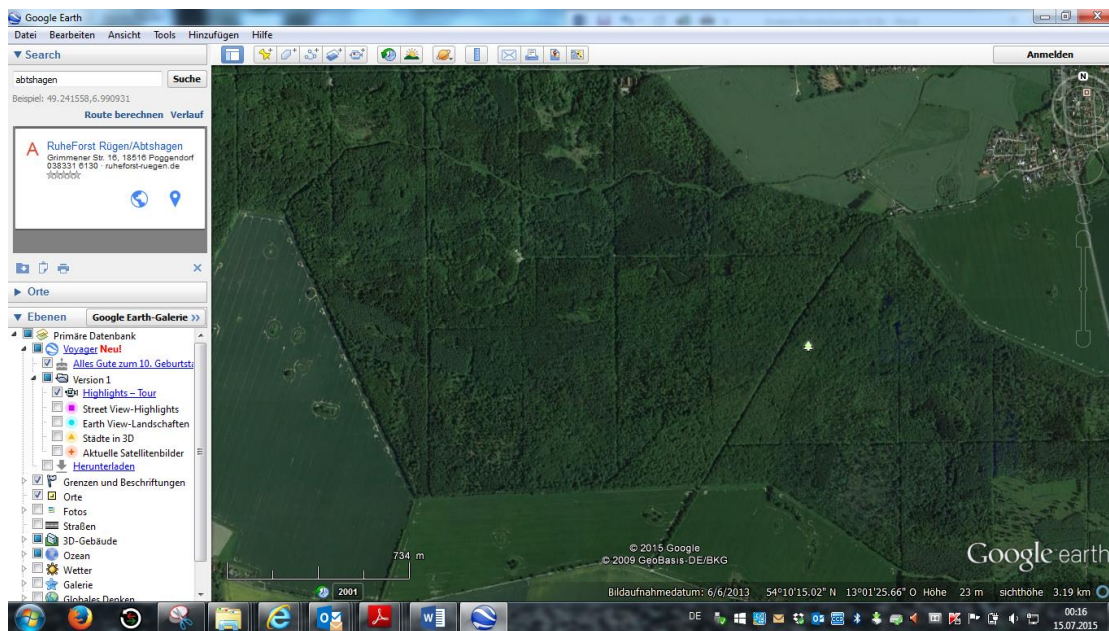 Google Earth
Datei Bearbeiten Ansicht Tools Hinzufügen Hilfe
▼ Search
Anmelden
abtshagen
Suche
Beispiel: 49.241558,6.990931
Route berechnen Verlauf
A RuheForst Rügen/Abtshagen
Grimmener Str. 16, 18516 Poggendorf
038331 6130 · ruheforst-ruegen.de
▶ Orte
▼ Ebenen Google Earth-Galerie >>
Primäre Datenbank
Voyager Neu!
Alles Gute zum 10. Geburtsta
Version 1
Highlights – Tour
Street View-Highlights
Earth View-Landschaften
Städte in 3D
Aktuelle Satellitenbilder
Herunterladen
Grenzen und Beschriftungen
Orte
Fotos
Straßen
3D-Gebäude
Ozean
Wetter
Galerie
Globales Denken
N
734 m
© 2015 Google
© 2009 GeoBasis-DE/BKG
Google earth
2001
Bildaufnahmedatum: 6/6/2013 54°10'15.02" N 13°01'25.66" O Höhe 23 m sichthöhe 3.19 km
DE
00:16
15.07.2015